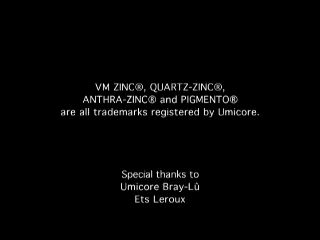 VM ZINC®, QUARTZ-ZINC®,
ANTHRA-ZINC® and PIGMENTO®
are all trademarks registered by Umicore.
Special thanks to
Umicore Bray-Lû
Ets Leroux